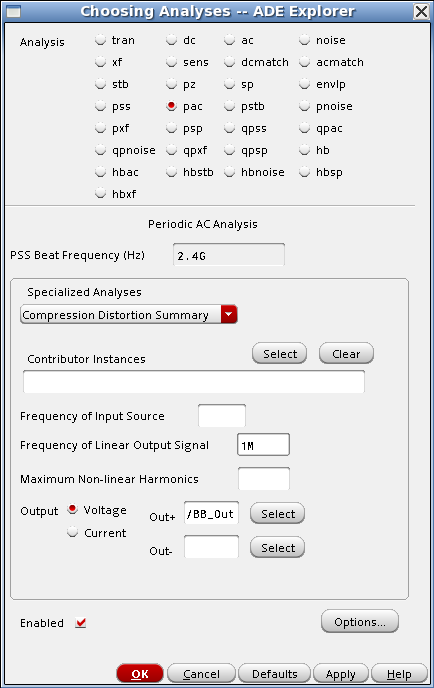 Choosing Analyses -- ADE Explorer
Analysis tran dc ac noise
xf sens dcmatch acmatch
stb pz sp envlp
pss pac pstb pnoise
pxf psp qpss qpac
qpnoise qpxf qpsp hb
hbac hbstb hbnoise hbsp
hbxf
Periodic AC Analysis
PSS Beat Frequency (Hz) 2.4G
Specialized Analyses
Compression Distortion Summary
Contributor Instances Select Clear
Frequency of Input Source
Frequency of Linear Output Signal 1M
Maximum Non-linear Harmonics
Output Voltage Out+ /BB_Out Select
Current
Out- Select
Enabled Options...
OK Cancel Defaults Apply Help